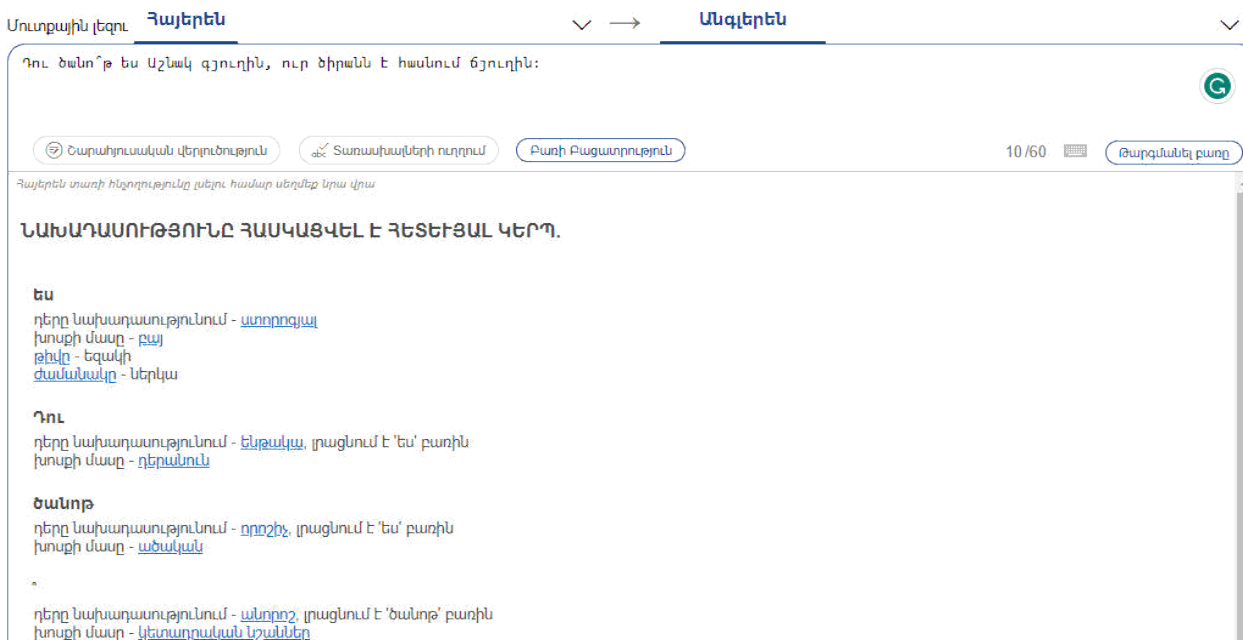 Մուտքային լեզու Հայերեն → Անգլերեն
Դու ծանո՞թ ես Աշնակ գյուղին, ուր ծիրանն է հասնում ճյուղին:
Շարահյուսական վերլուծություն Տառասխալների ուղղում Բառի Բացատրություն 10/60 Թարգմանել բառը
Հայերեն տառի հնչողությունը լսելու համար սեղմեք նրա վրա
ՆԱԽԱԴԱՍՈՒԹՅՈՒՆԸ ՀԱՍԿԱՑՎԵԼ Է ՀԵՏԵՒՅԱԼ ԿԵՐՊ.
ես
դերը նախադասությունում - ստորոգյալ
խոսքի մասը - բայ
թիվը - եզակի
ժամանակը - ներկա
Դու
դերը նախադասությունում - ենթակա, լրացնում է 'ես' բառին
խոսքի մասը - դերանուն
ծանոթ
դերը նախադասությունում - որոշիչ, լրացնում է 'ես' բառին
խոսքի մասը - ածական
՞
դերը նախադասությունում - անորոշ, լրացնում է 'ծանոթ' բառին
խոսքի մասը - կետադրական նշաններ